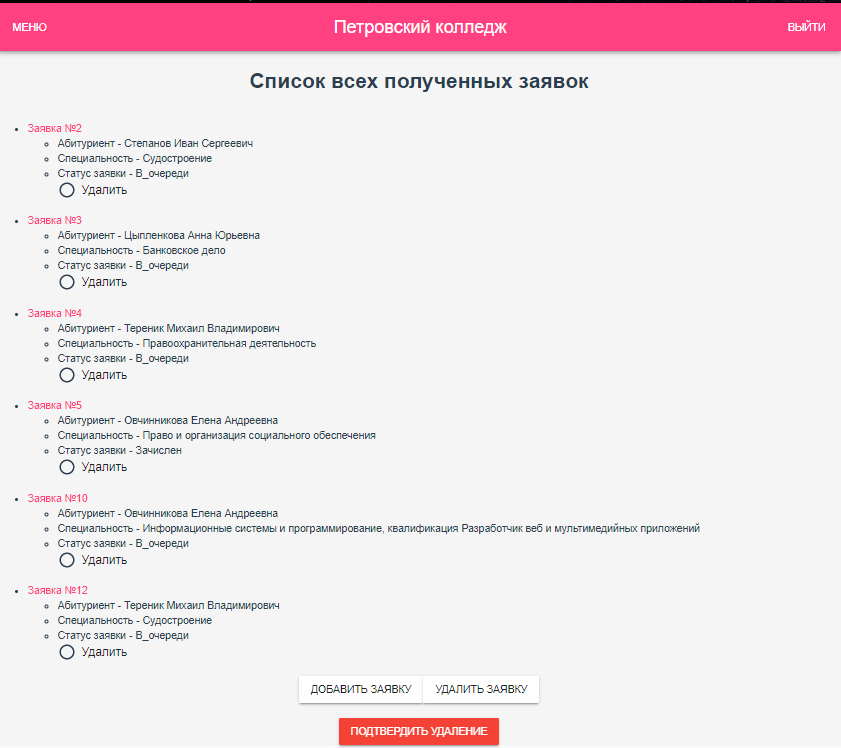 МЕНЮ Петровский колледж ВЫЙТИ
Список всех полученных заявок
Заявка №2
Абитуриент - Степанов Иван Сергеевич
Специальность - Судостроение
Статус заявки - В_очереди
Удалить
Заявка №3
Абитуриент - Цыпленкова Анна Юрьевна
Специальность - Банковское дело
Статус заявки - В_очереди
Удалить
Заявка №4
Абитуриент - Тереник Михаил Владимирович
Специальность - Правоохранительная деятельность
Статус заявки - В_очереди
Удалить
Заявка №5
Абитуриент - Овчинникова Елена Андреевна
Специальность - Право и организация социального обеспечения
Статус заявки - Зачислен
Удалить
Заявка №10
Абитуриент - Овчинникова Елена Андреевна
Специальность - Информационные системы и программирование, квалификация Разработчик веб и мультимедийных приложений
Статус заявки - В_очереди
Удалить
Заявка №12
Абитуриент - Тереник Михаил Владимирович
Специальность - Судостроение
Статус заявки - В_очереди
Удалить
ДОБАВИТЬ ЗАЯВКУ УДАЛИТЬ ЗАЯВКУ
ПОДТВЕРДИТЬ УДАЛЕНИЕ